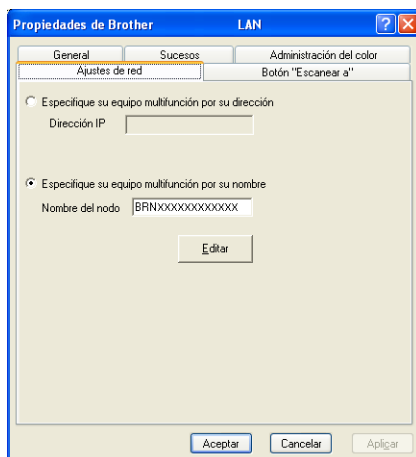 Propiedades de Brother LAN
General Sucesos Administración del color
Ajustes de red Botón "Escanear a"
Especifique su equipo multifunción por su dirección
Dirección IP
Especifique su equipo multifunción por su nombre
Nombre del nodo BRNXXXXXXXXXXXX
Editar
Aceptar Cancelar Aplicar